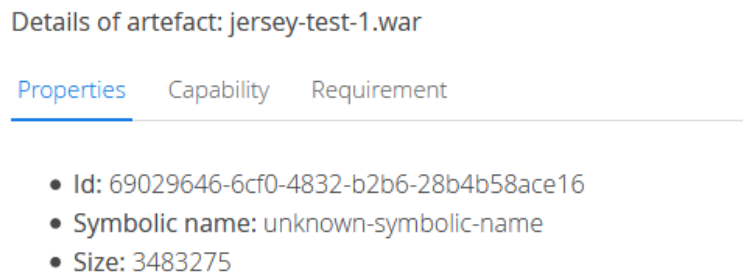 Details of artefact: jersey-test-1.war
Properties Capability Requirement
• Id: 69029646-6cf0-4832-b2b6-28b4b58ace16
• Symbolic name: unknown-symbolic-name
• Size: 3483275